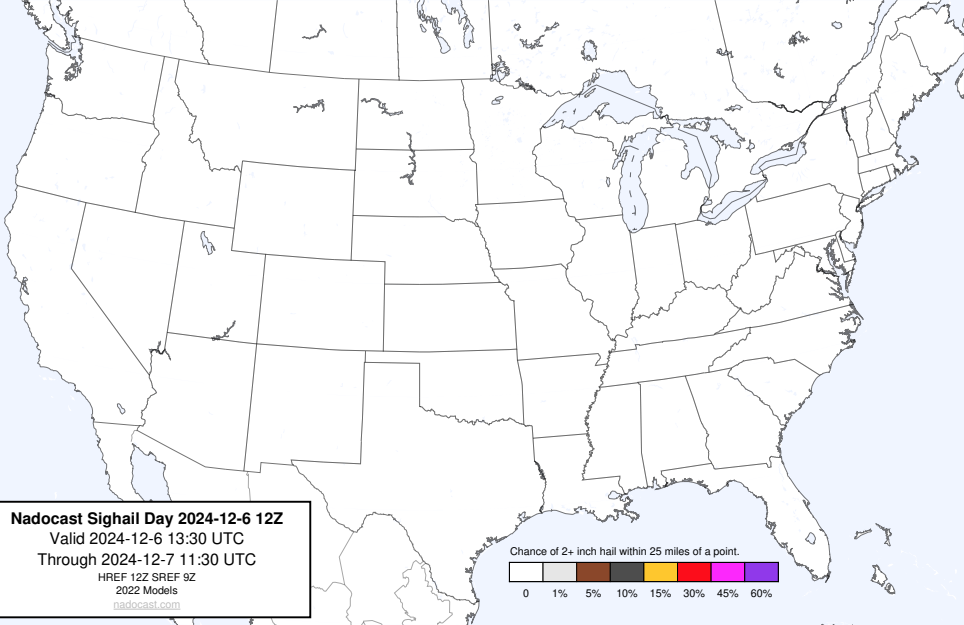 Nadocast Sighail Day 2024-12-6 12Z
Valid 2024-12-6 13:30 UTC
Through 2024-12-7 11:30 UTC
HREF 12Z SREF 9Z
2022 Models
nadocast.com
Chance of 2+ inch hail within 25 miles of a point.
0 1% 5% 10% 15% 30% 45% 60%